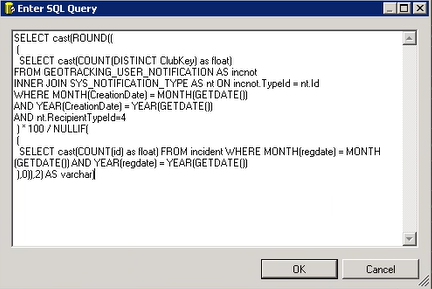 Enter SQL Query
SELECT cast(ROUND((
(
SELECT cast(COUNT(DISTINCT ClubKey) as float)
FROM GEOTRACKING_USER_NOTIFICATION AS incnot
INNER JOIN SYS_NOTIFICATION_TYPE AS nt ON incnot.TypeId = nt.Id
WHERE MONTH(CreationDate) = MONTH(GETDATE())
AND YEAR(CreationDate) = YEAR(GETDATE())
AND nt.RecipientTypeId=4
) * 100 / NULLIF(
(
SELECT cast(COUNT(id) as float) FROM incident WHERE MONTH(regdate) = MONTH
(GETDATE()) AND YEAR(regdate) = YEAR(GETDATE())
),0)),2) AS varchar)
OK
Cancel